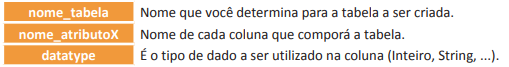 nome_tabela Nome que você determina para a tabela a ser criada.
nome_atributoX Nome de cada coluna que comporá a tabela.
datatype É o tipo de dado a ser utilizado na coluna (Inteiro, String, ...).